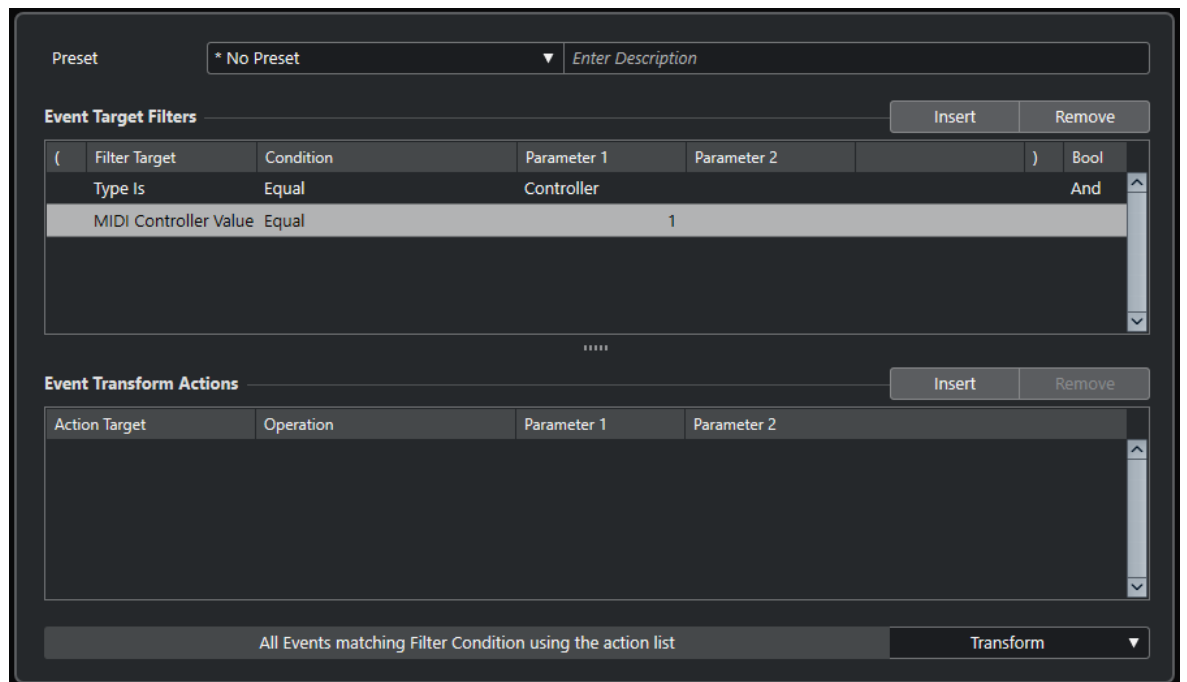 Preset * No Preset ▼ Enter Description
Event Target Filters Insert Remove
( Filter Target Condition Parameter 1 Parameter 2 ) Bool
Type Is Equal Controller And
MIDI Controller Value Equal 1
Event Transform Actions Insert Remove
Action Target Operation Parameter 1 Parameter 2
All Events matching Filter Condition using the action list Transform ▼